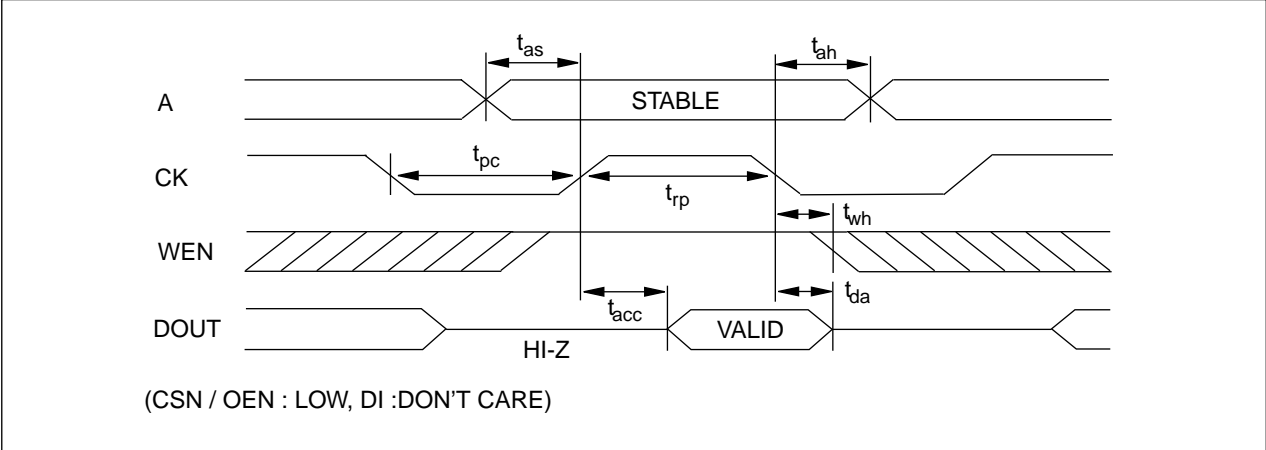 tas
tah
A
STABLE
CK
tpc
trp
twh
WEN
tacc
tda
DOUT
VALID
HI-Z
(CSN / OEN : LOW, DI :DON'T CARE)